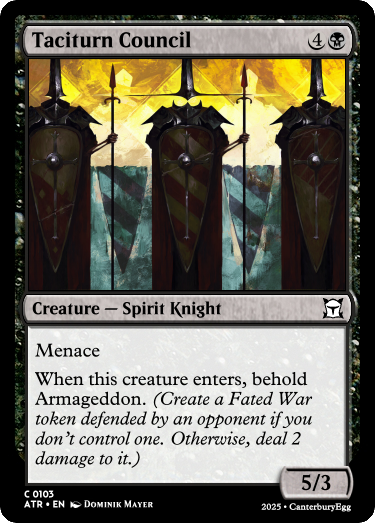 Taciturn Council 4
Creature — Spirit Knight
Menace
When this creature enters, behold
Armageddon. (Create a Fated War
token defended by an opponent if you
don't control one. Otherwise, deal 2
damage to it.)
5/3
C 0103
ATR • EN Dominik Mayer
2025 • CanterburyEgg